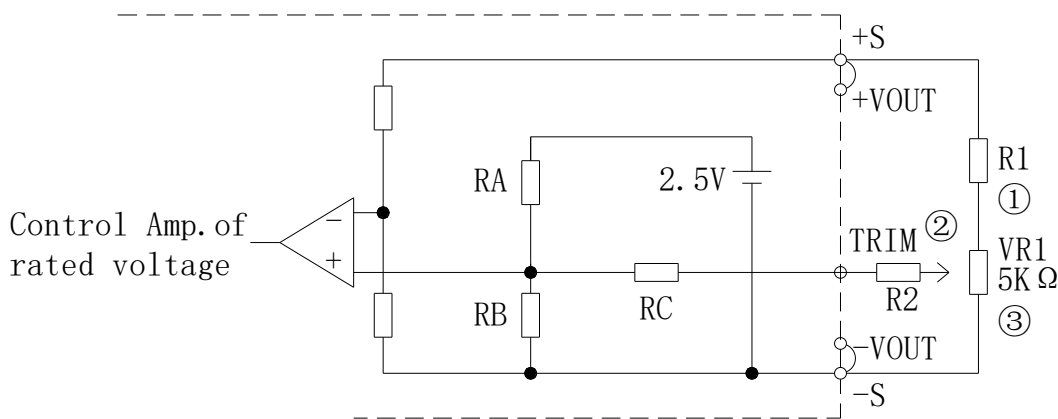 +S
+VOUT
R1
①
RA
2.5V
Control Amp.of
rated voltage
−
+
TRIM
②
VR1
5KΩ
③
R2
RB
RC
−VOUT
−S